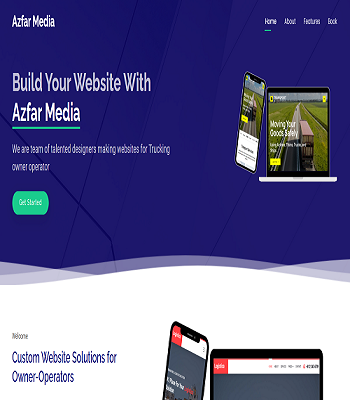 Azfar Media
Home About Features Book
Build Your Website With
Azfar Media
We are team of talented designers making websites for Trucking
owner operator
Get Started
Moving Your
Goods Safely
Welcome
Custom Website Solutions for
Owner-Operators